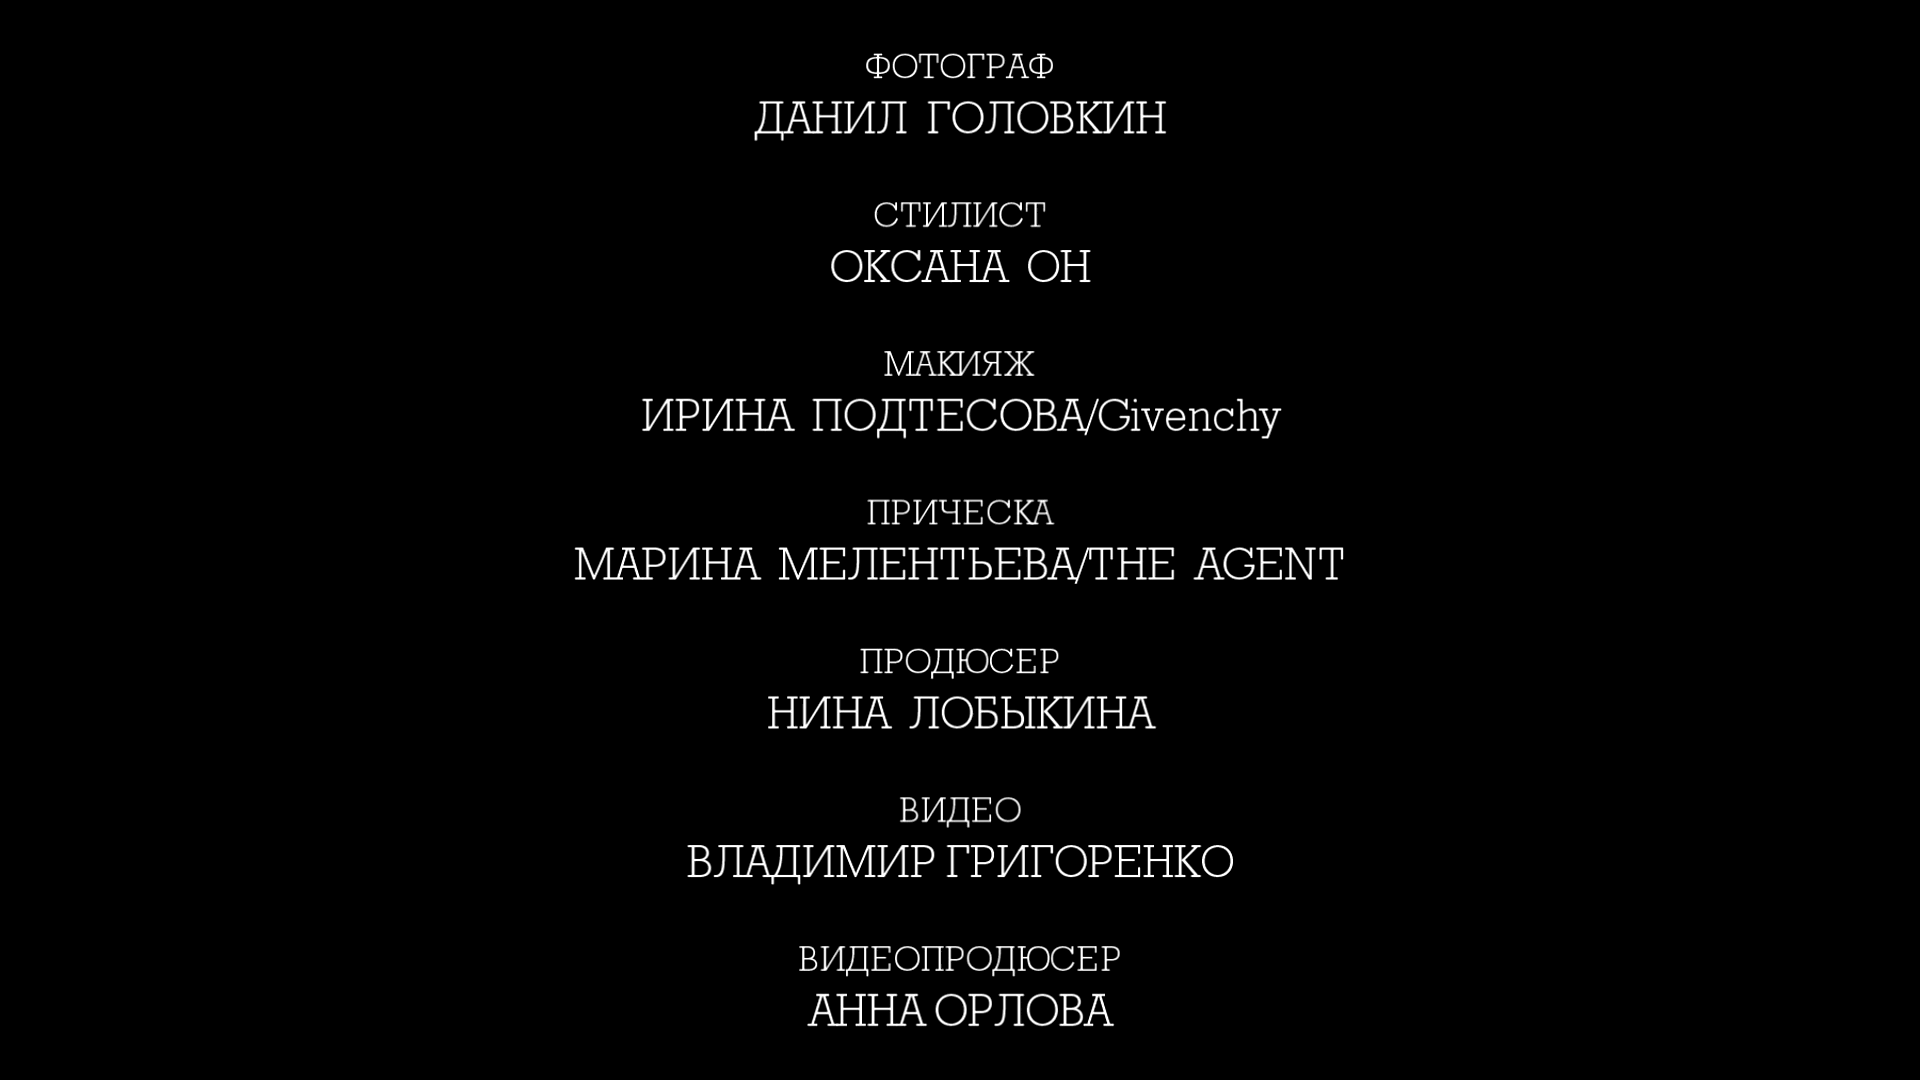 ФОТОГРАФ
ДАНИЛ ГОЛОВКИН
СТИЛИСТ
ОКСАНА ОН
МАКИЯЖ
ИРИНА ПОДТЕСОВА/Givenchy
ПРИЧЕСКА
МАРИНА МЕЛЕНТЬЕВА/THE AGENT
ПРОДЮСЕР
НИНА ЛОБЫКИНА
ВИДЕО
ВЛАДИМИР ГРИГОРЕНКО
ВИДЕОПРОДЮСЕР
АННА ОРЛОВА